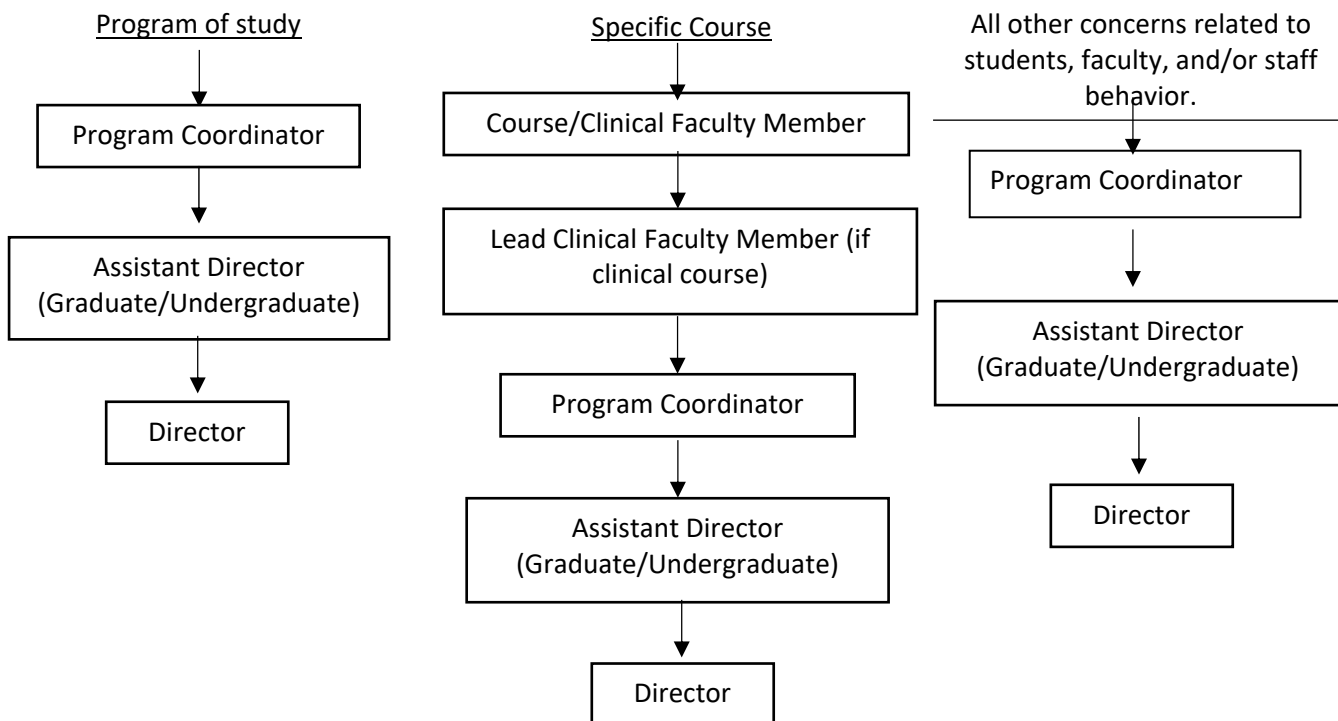 Program of study
Program Coordinator
Assistant Director
(Graduate/Undergraduate)
Director
Specific Course
Course/Clinical Faculty Member
Lead Clinical Faculty Member (if
clinical course)
Program Coordinator
Assistant Director
(Graduate/Undergraduate)
Director
All other concerns related to
students, faculty, and/or staff
behavior.
Program Coordinator
Assistant Director
(Graduate/Undergraduate)
Director